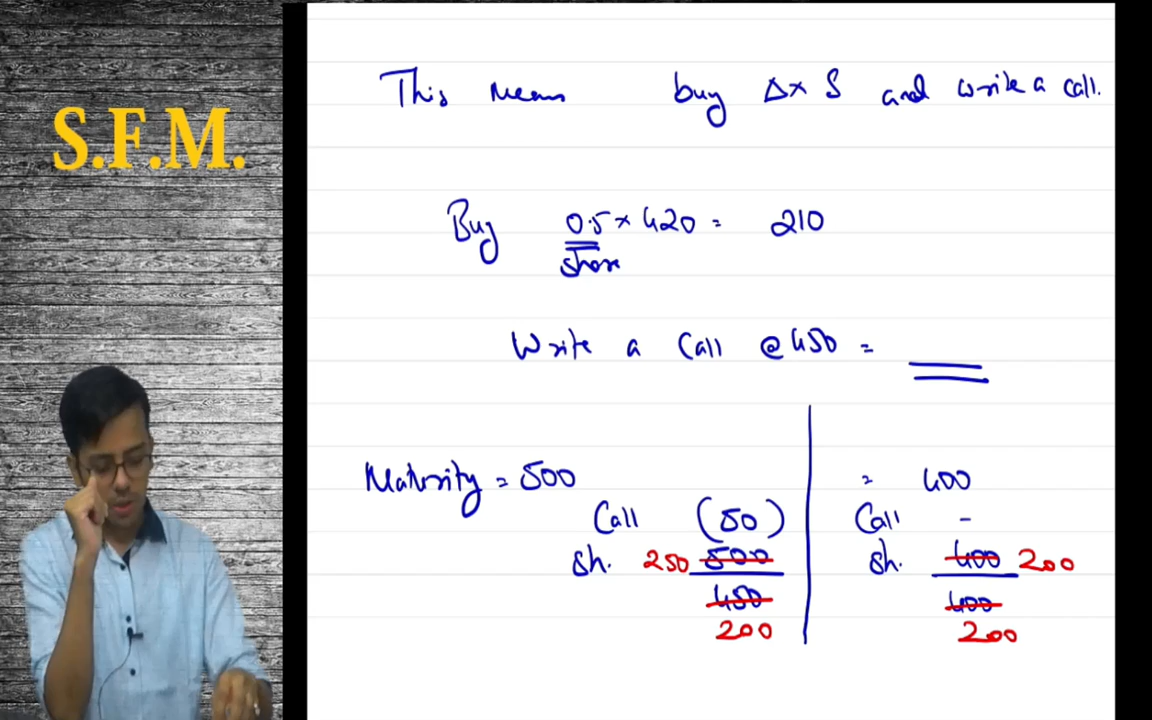 S.F.M.
This means buy Δ× S and write a call.
Buy 0.5 × 420 = 210
share
Write a Call @ 450 =
Maturity = 500 = 400
Call (50) Call -
Sh. 250 500 Sh. 400 200
450 400
200 200